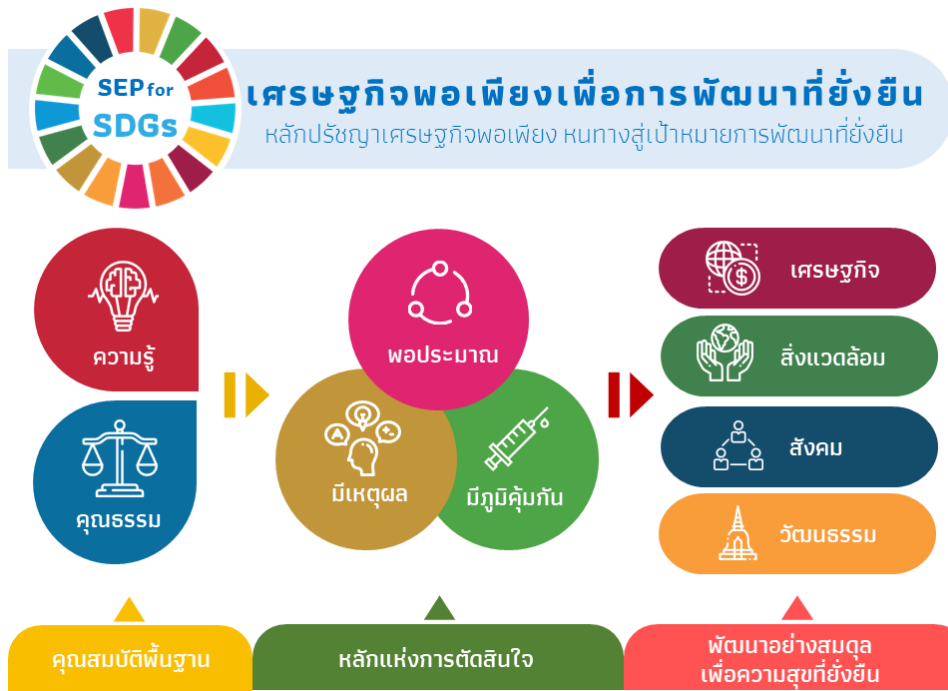 SEP for
SDGs
เศรษฐกิจพอเพียงเพื่อการพัฒนาที่ยั่งยืน
หลักปรัชญาเศรษฐกิจพอเพียง หนทางสู่เป้าหมายการพัฒนาที่ยั่งยืน
ความรู้
คุณธรรม
พอประมาณ
มีเหตุผล
มีภูมิคุ้มกัน
เศรษฐกิจ
สิ่งแวดล้อม
สังคม
วัฒนธรรม
คุณสมบัติพื้นฐาน
หลักแห่งการตัดสินใจ
พัฒนาอย่างสมดุล
เพื่อความสุขที่ยั่งยืน